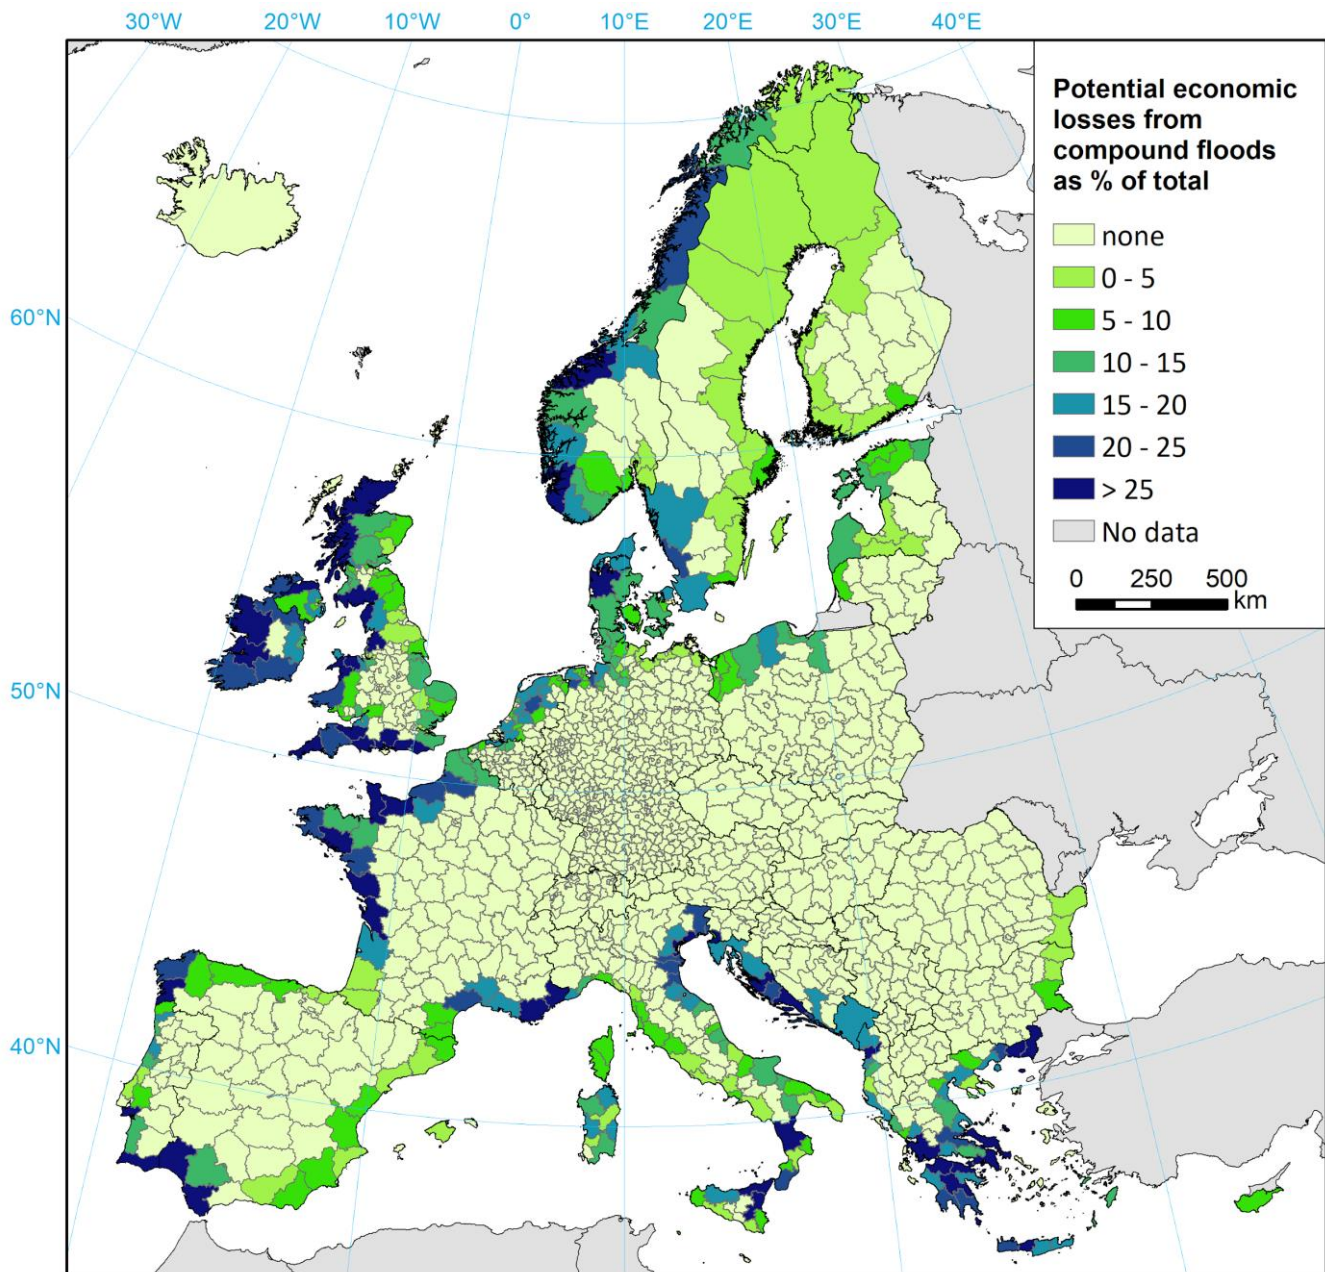 30°W 20°W 10°W 0° 10°E 20°E 30°E 40°E
Potential economic
losses from
compound floods
as % of total
none
0 - 5
5 - 10
10 - 15
15 - 20
20 - 25
> 25
No data
0 250 500
km
60°N
50°N
40°N